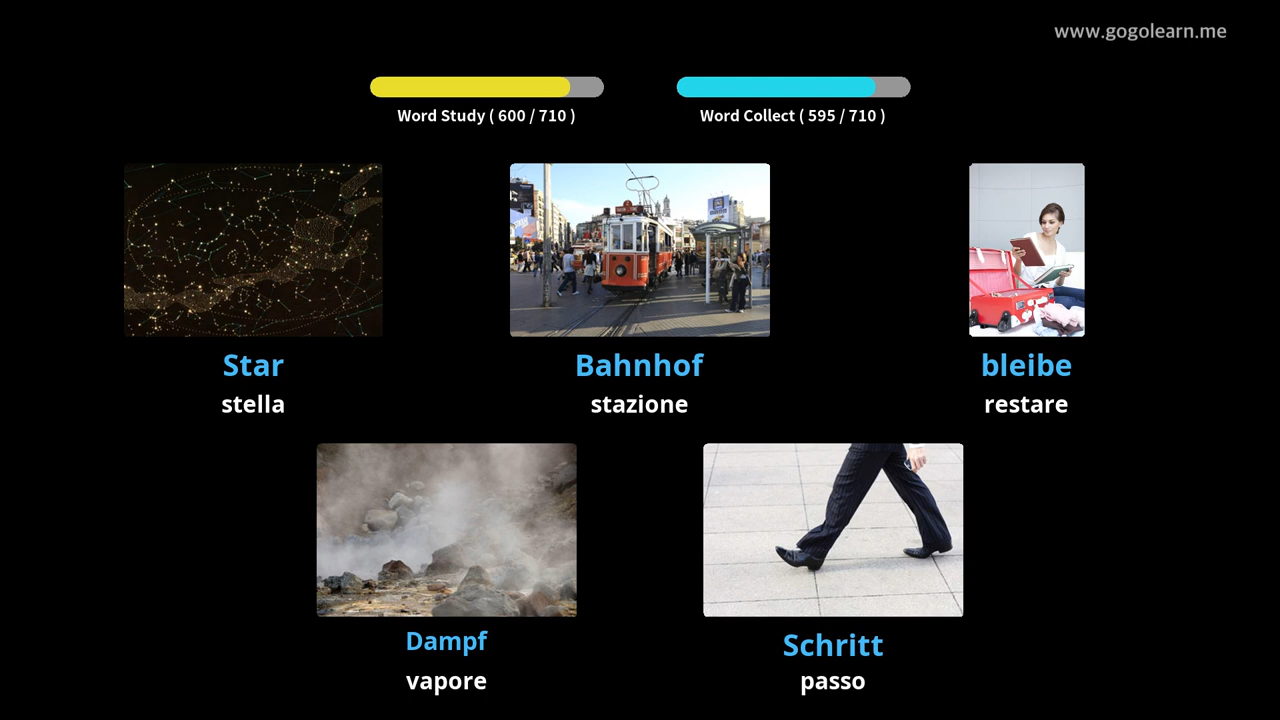 www.gogolearn.me
Word Study ( 600 / 710 )
Word Collect ( 595 / 710 )
Star
Bahnhof
bleibe
stella
stazione
restare
Dampf
Schritt
vapore
passo